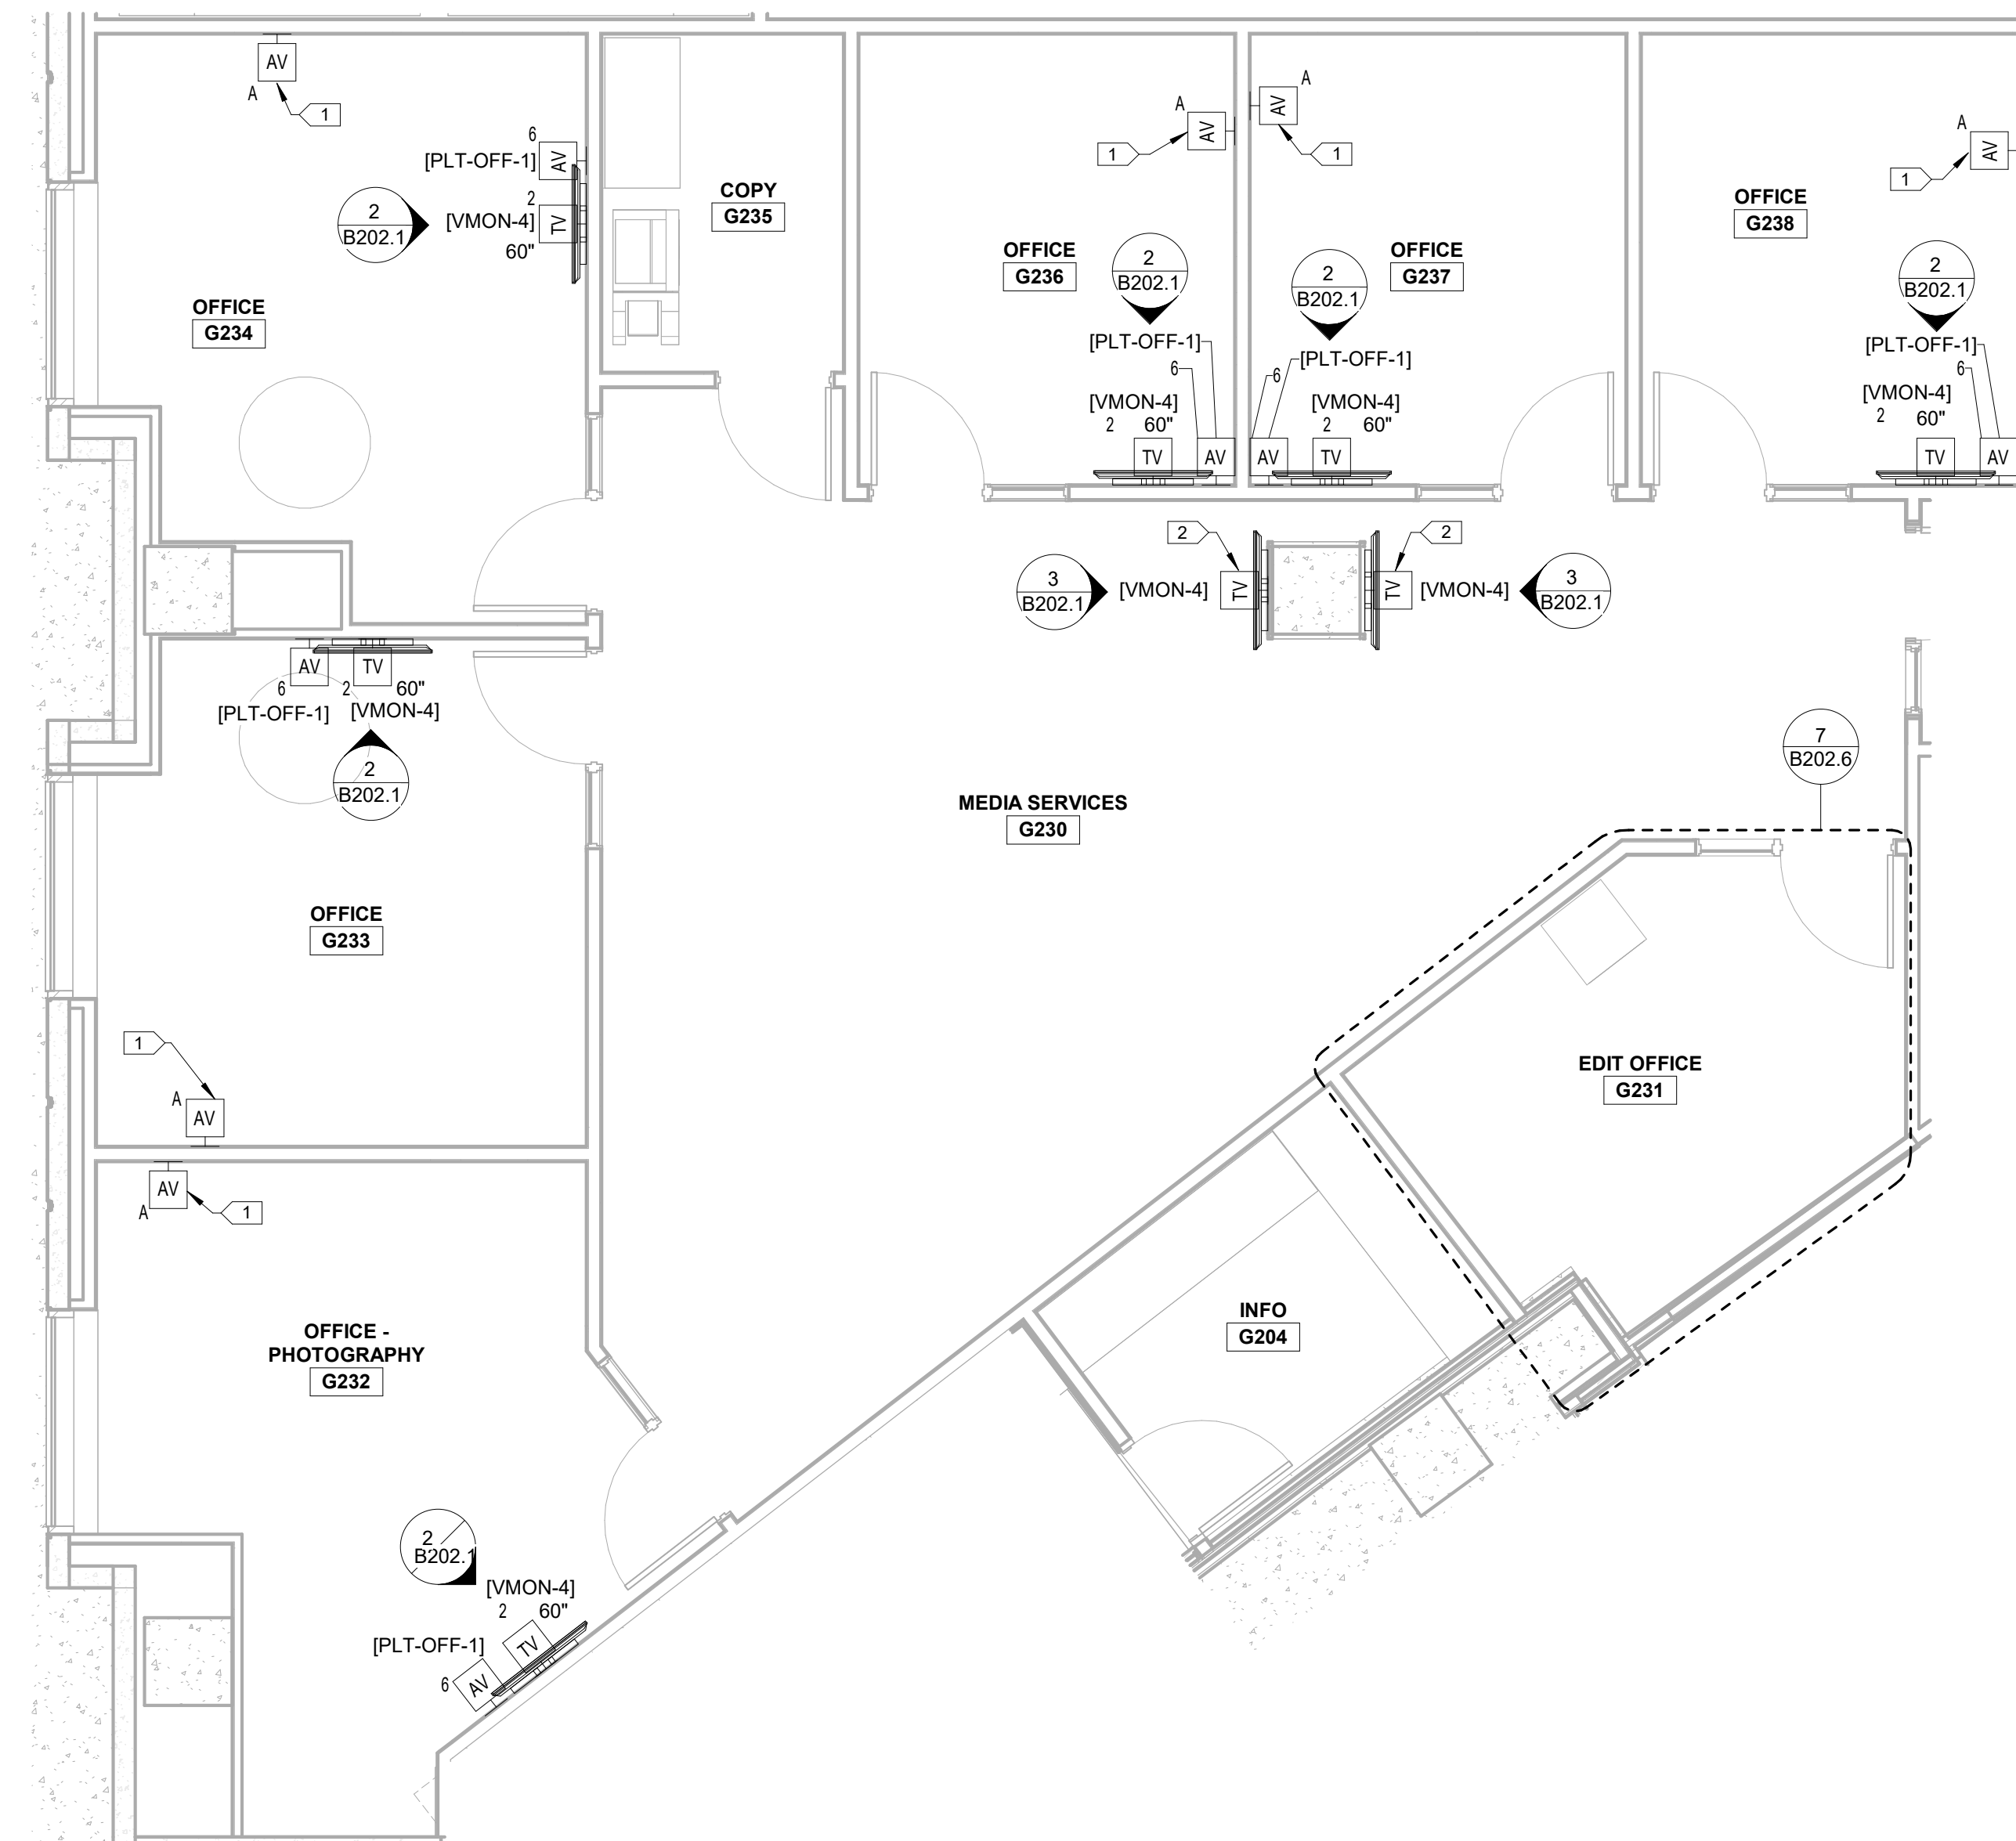 AV
A
1
6
[PLT-OFF-1]
AV
2
[VMON-4]
TV
60"
2
B202.1
OFFICE
G234
COPY
G235
A
AV
1
OFFICE
G236
2
B202.1
[PLT-OFF-1]
6
[VMON-4]
2 60"
TV AV
A
AV
1
OFFICE
G237
2
B202.1
[PLT-OFF-1]
6
[VMON-4]
2 60"
AV TV
A
AV
1
OFFICE
G238
2
B202.1
[PLT-OFF-1]
6
[VMON-4]
2 60"
TV AV
2
3
B202.1
[VMON-4]
TV
2
TV
[VMON-4]
3
B202.1
AV TV
6 2 60"
[PLT-OFF-1] [VMON-4]
2
B202.1
OFFICE
G233
1
A
AV
MEDIA SERVICES
G230
7
B202.6
EDIT OFFICE
G231
AV
A
1
OFFICE -
PHOTOGRAPHY
G232
INFO
G204
2
B202.1
[VMON-4]
2 60"
[PLT-OFF-1]
TV
6
AV